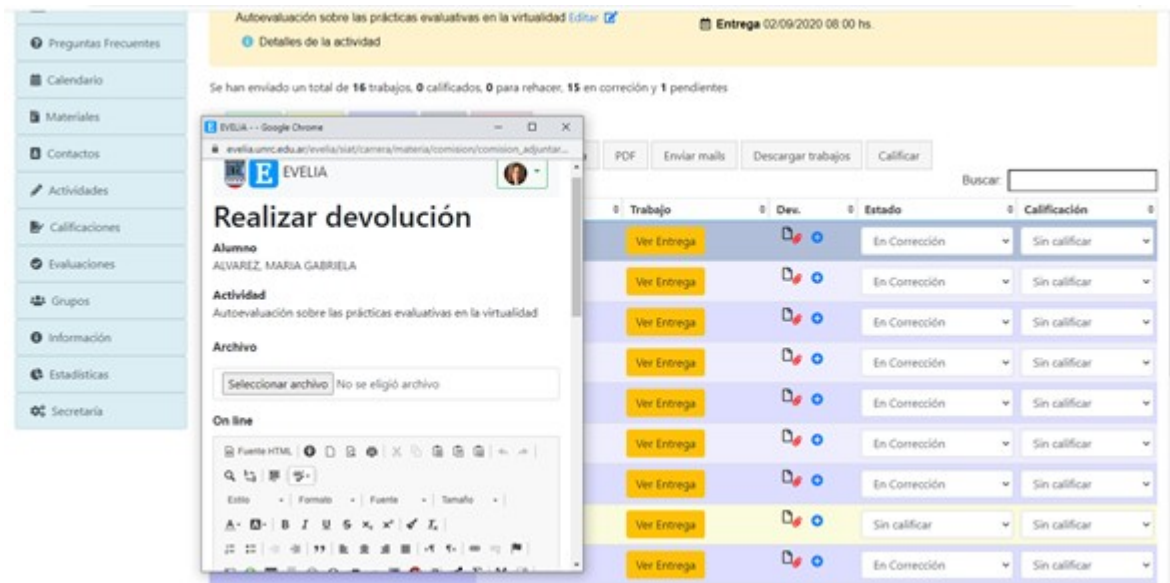 Autoevaluación sobre las prácticas evaluativas en la virtualidad Editar
Entrega 02/09/2020 08:00 hs.
Detalles de la actividad
Se han enviado un total de 16 trabajos, 0 calificados, 0 para rehacer, 15 en correción y 1 pendientes
Preguntas Frecuentes
Calendario
Materiales
Contactos
Actividades
Calificaciones
Evaluaciones
Grupos
Información
Estadísticas
Secretaría
EVELIA - - Google Chrome
evelia.unrc.edu.ar/evelia/siat/carrera/materia/comision/comision_adjuntar...
EVELIA
Realizar devolución
Alumno
ALVAREZ, MARIA GABRIELA
Actividad
Autoevaluación sobre las prácticas evaluativas en la virtualidad
Archivo
Seleccionar archivo No se eligió archivo
On line
Fuente HTML
Estilo Formato Fuente Tamaño
PDF Enviar mails Descargar trabajos Calificar
Buscar:
Trabajo Dev. Estado Calificación
Ver Entrega En Corrección Sin calificar
Ver Entrega En Corrección Sin calificar
Ver Entrega En Corrección Sin calificar
Ver Entrega En Corrección Sin calificar
Ver Entrega En Corrección Sin calificar
Ver Entrega En Corrección Sin calificar
Ver Entrega En Corrección Sin calificar
Ver Entrega Sin calificar Sin calificar
Ver Entrega En Corrección Sin calificar